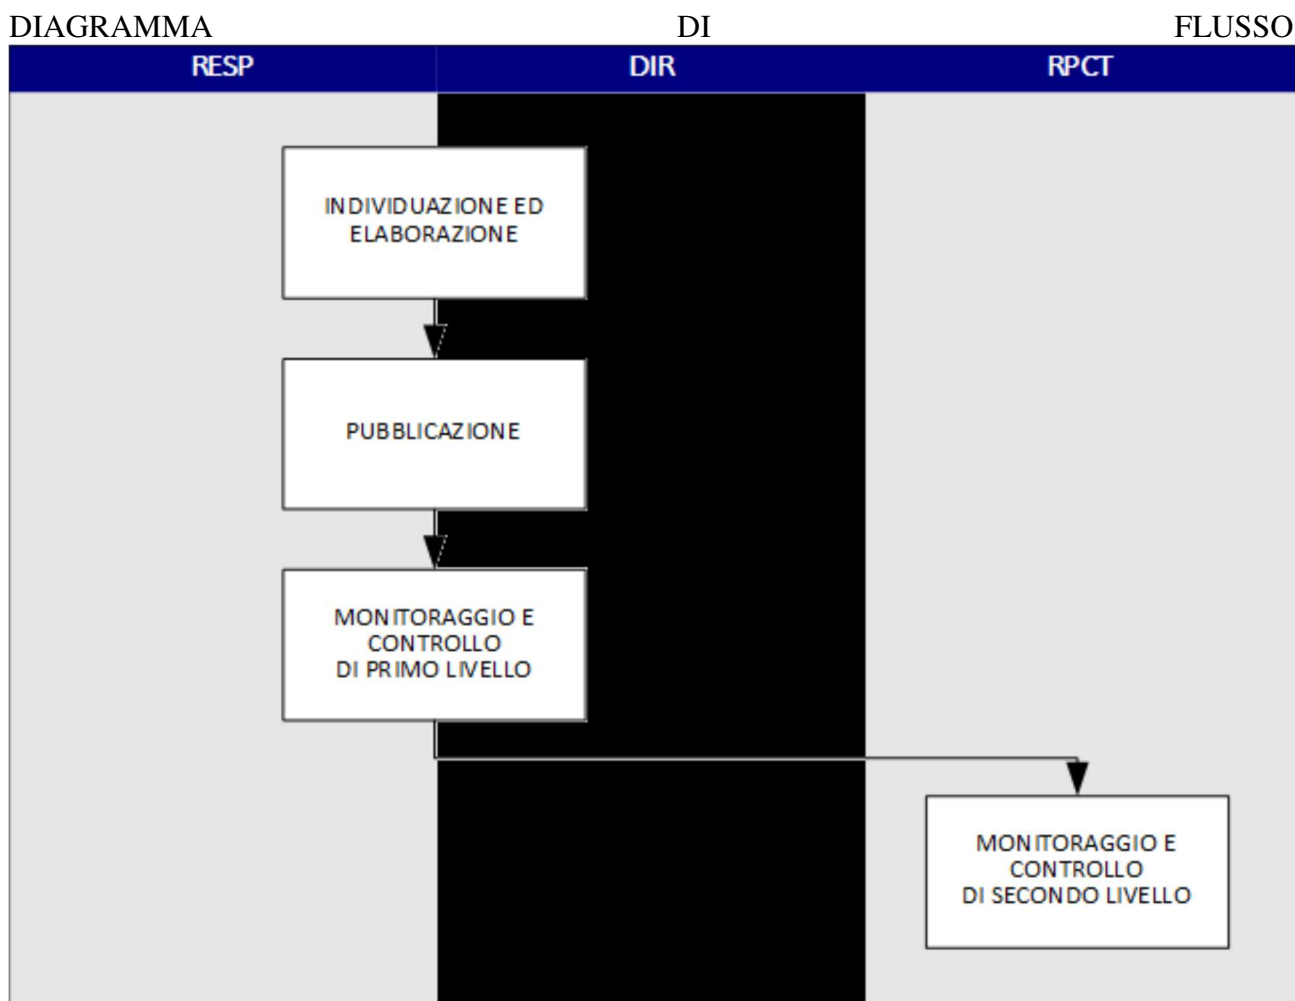 DIAGRAMMA DI FLUSSO
RESP DIR RPCT
INDIVIDUAZIONE ED
ELABORAZIONE
PUBBLICAZIONE
MONITORAGGIO E
CONTROLLO
DI PRIMO LIVELLO
MONITORAGGIO E
CONTROLLO
DI SECONDO LIVELLO